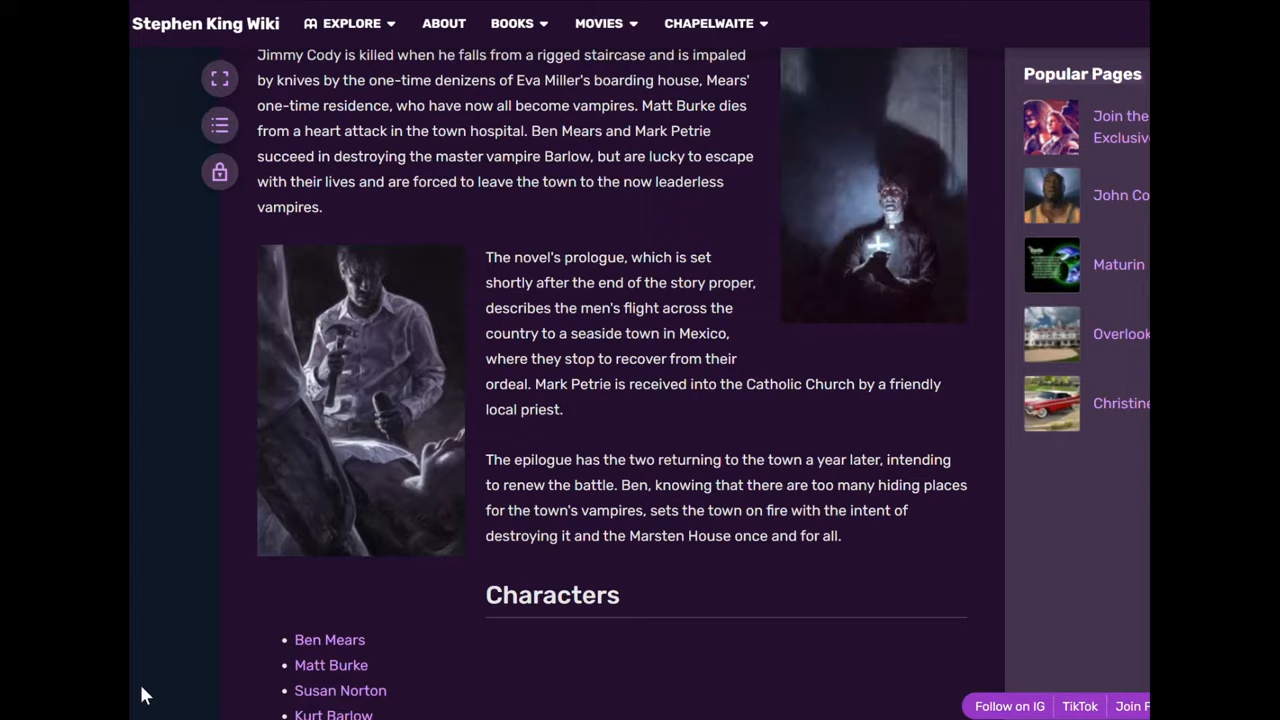 Stephen King Wiki EXPLORE ABOUT BOOKS MOVIES CHAPELWAITE
Jimmy Cody is killed when he falls from a rigged staircase and is impaled
by knives by the one-time denizens of Eva Miller's boarding house, Mears'
one-time residence, who have now all become vampires. Matt Burke dies
from a heart attack in the town hospital. Ben Mears and Mark Petrie
succeed in destroying the master vampire Barlow, but are lucky to escape
with their lives and are forced to leave the town to the now leaderless
vampires.
The novel's prologue, which is set
shortly after the end of the story proper,
describes the men's flight across the
country to a seaside town in Mexico,
where they stop to recover from their
ordeal. Mark Petrie is received into the Catholic Church by a friendly
local priest.
The epilogue has the two returning to the town a year later, intending
to renew the battle. Ben, knowing that there are too many hiding places
for the town's vampires, sets the town on fire with the intent of
destroying it and the Marsten House once and for all.
Characters
• Ben Mears
• Matt Burke
• Susan Norton
• Kurt Barlow
Popular Pages
Join the
Exclusive
John Co
Maturin
Overlook
Christine
Follow on IG TikTok Join F